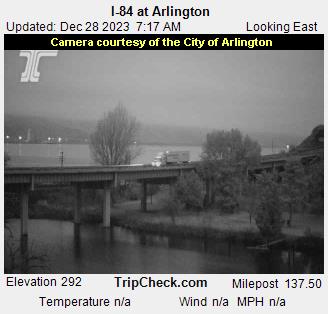 I-84 at Arlington
Updated: Dec 28 2023 7:17 AM Looking East
Camera courtesy of the City of Arlington
Elevation 292 TripCheck.com Milepost 137.50
Temperature n/a Wind n/a MPH n/a